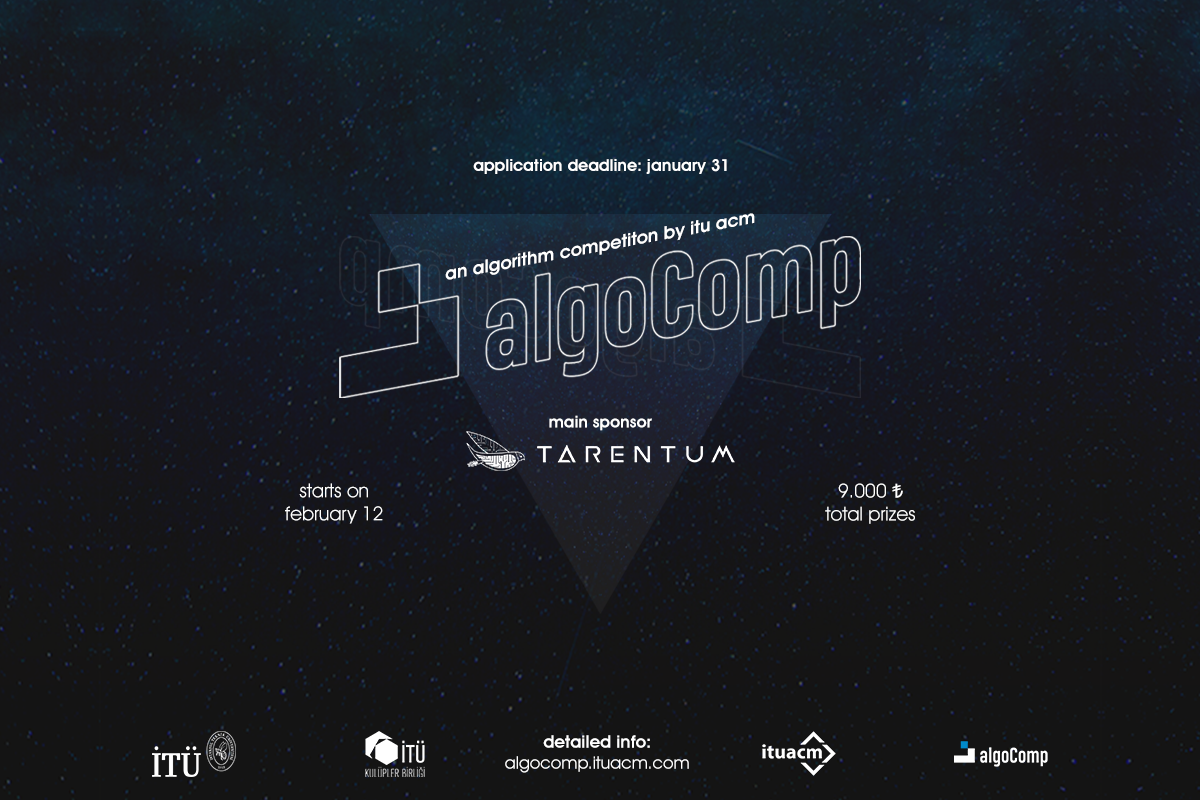 application deadline: january 31
an algorithm competiton by itu acm
algoComp
main sponsor
TARENTUM
starts on
february 12
9.000 ₺
total prizes
İTÜ
İTÜ
KULÜPLER BİRLİĞİ
detailed info:
algocomp.ituacm.com
ituacm
algoComp